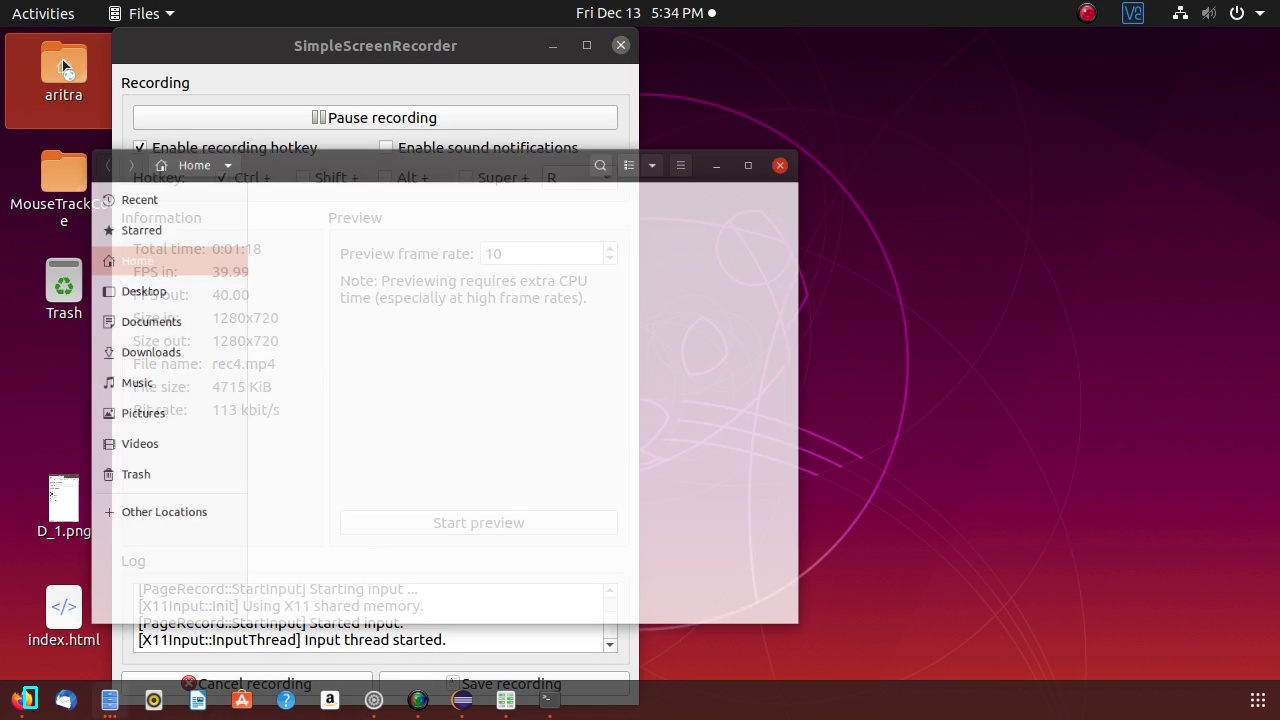 Activities
Files
Fri Dec 13 5:34 PM
SimpleScreenRecorder
aritra
MouseTrackCo
e
Trash
D_1.png
index.html
Recording
Pause recording
Enable recording hotkey
Enable sound notifications
Hotkey: Ctrl + Shift + Alt + Super + R
Home
Recent
Starred
Home
Desktop
Documents
Downloads
Music
Pictures
Videos
Trash
Other Locations
Information
Total time: 0:01:18
FPS in: 39.99
FPS out: 40.00
Size in: 1280x720
Size out: 1280x720
File name: rec4.mp4
File size: 4715 KiB
Bit rate: 113 kbit/s
Preview
Preview frame rate: 10
Note: Previewing requires extra CPU
time (especially at high frame rates).
Start preview
Log
[PageRecord::StartInput] Starting input ...
[X11Input::Init] Using X11 shared memory.
[PageRecord::StartInput] Started input.
[X11Input::InputThread] Input thread started.
Cancel recording
Save recording